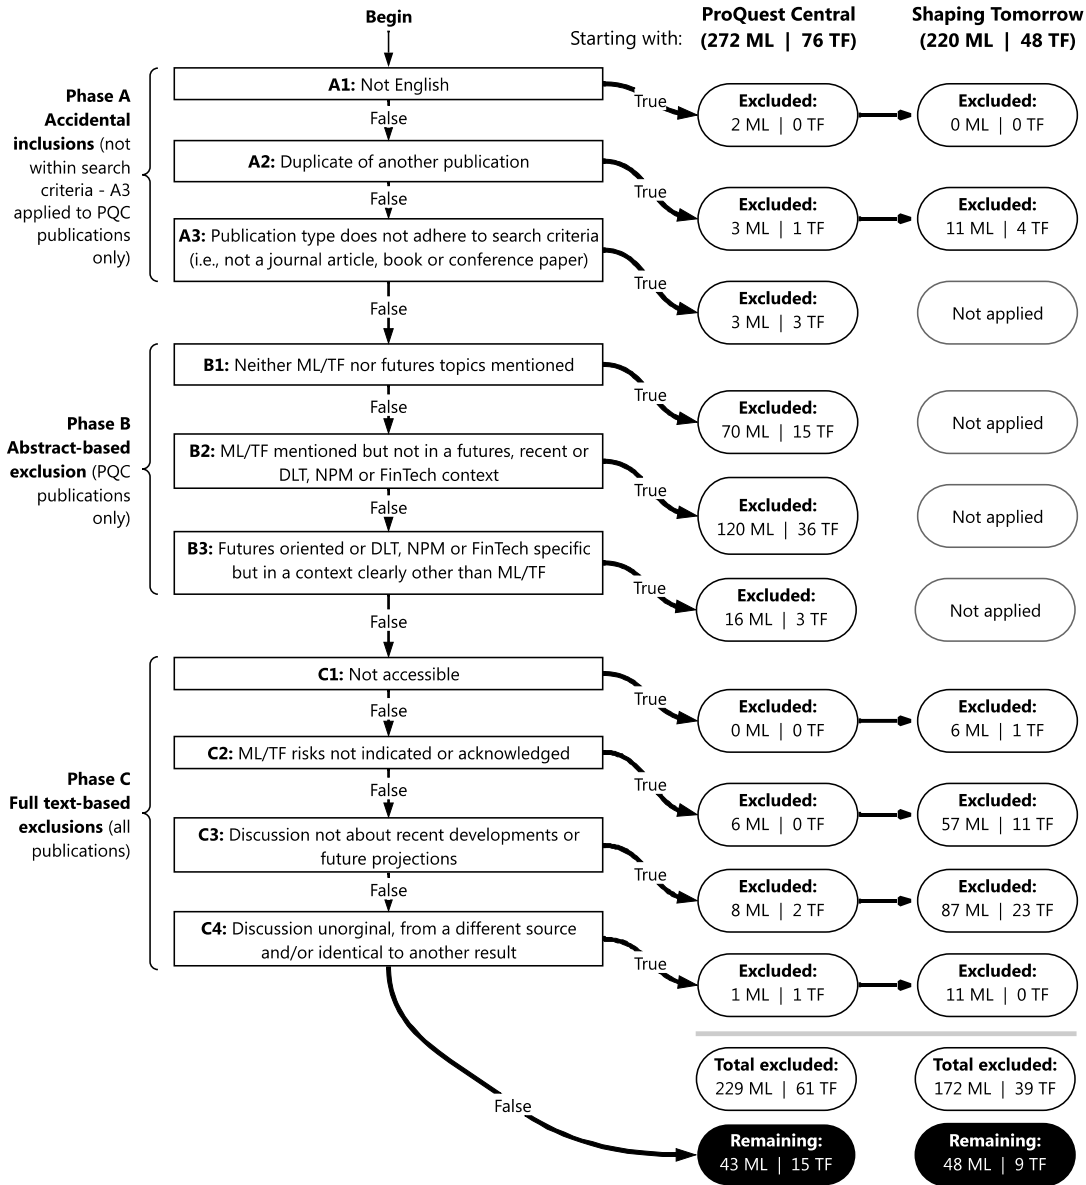 Begin
Starting with:
ProQuest Central
(272 ML | 76 TF)
Shaping Tomorrow
(220 ML | 48 TF)
Phase A
Accidental
inclusions (not
within search
criteria - A3
applied to PQC
publications
only)
A1: Not English
True
Excluded:
2 ML | 0 TF
Excluded:
0 ML | 0 TF
False
A2: Duplicate of another publication
True
Excluded:
3 ML | 1 TF
Excluded:
11 ML | 4 TF
False
A3: Publication type does not adhere to search criteria
(i.e., not a journal article, book or conference paper)
True
Excluded:
3 ML | 3 TF
Not applied
False
Phase B
Abstract-based
exclusion (PQC
publications
only)
B1: Neither ML/TF nor futures topics mentioned
True
Excluded:
70 ML | 15 TF
Not applied
False
B2: ML/TF mentioned but not in a futures, recent or
DLT, NPM or FinTech context
True
Excluded:
120 ML | 36 TF
Not applied
False
B3: Futures oriented or DLT, NPM or FinTech specific
but in a context clearly other than ML/TF
True
Excluded:
16 ML | 3 TF
Not applied
False
Phase C
Full text-based
exclusions (all
publications)
C1: Not accessible
True
Excluded:
0 ML | 0 TF
Excluded:
6 ML | 1 TF
False
C2: ML/TF risks not indicated or acknowledged
True
Excluded:
6 ML | 0 TF
Excluded:
57 ML | 11 TF
False
C3: Discussion not about recent developments or
future projections
True
Excluded:
8 ML | 2 TF
Excluded:
87 ML | 23 TF
False
C4: Discussion unorginal, from a different source
and/or identical to another result
True
Excluded:
1 ML | 1 TF
Excluded:
11 ML | 0 TF
False
Total excluded:
229 ML | 61 TF
Total excluded:
172 ML | 39 TF
Remaining:
43 ML | 15 TF
Remaining:
48 ML | 9 TF